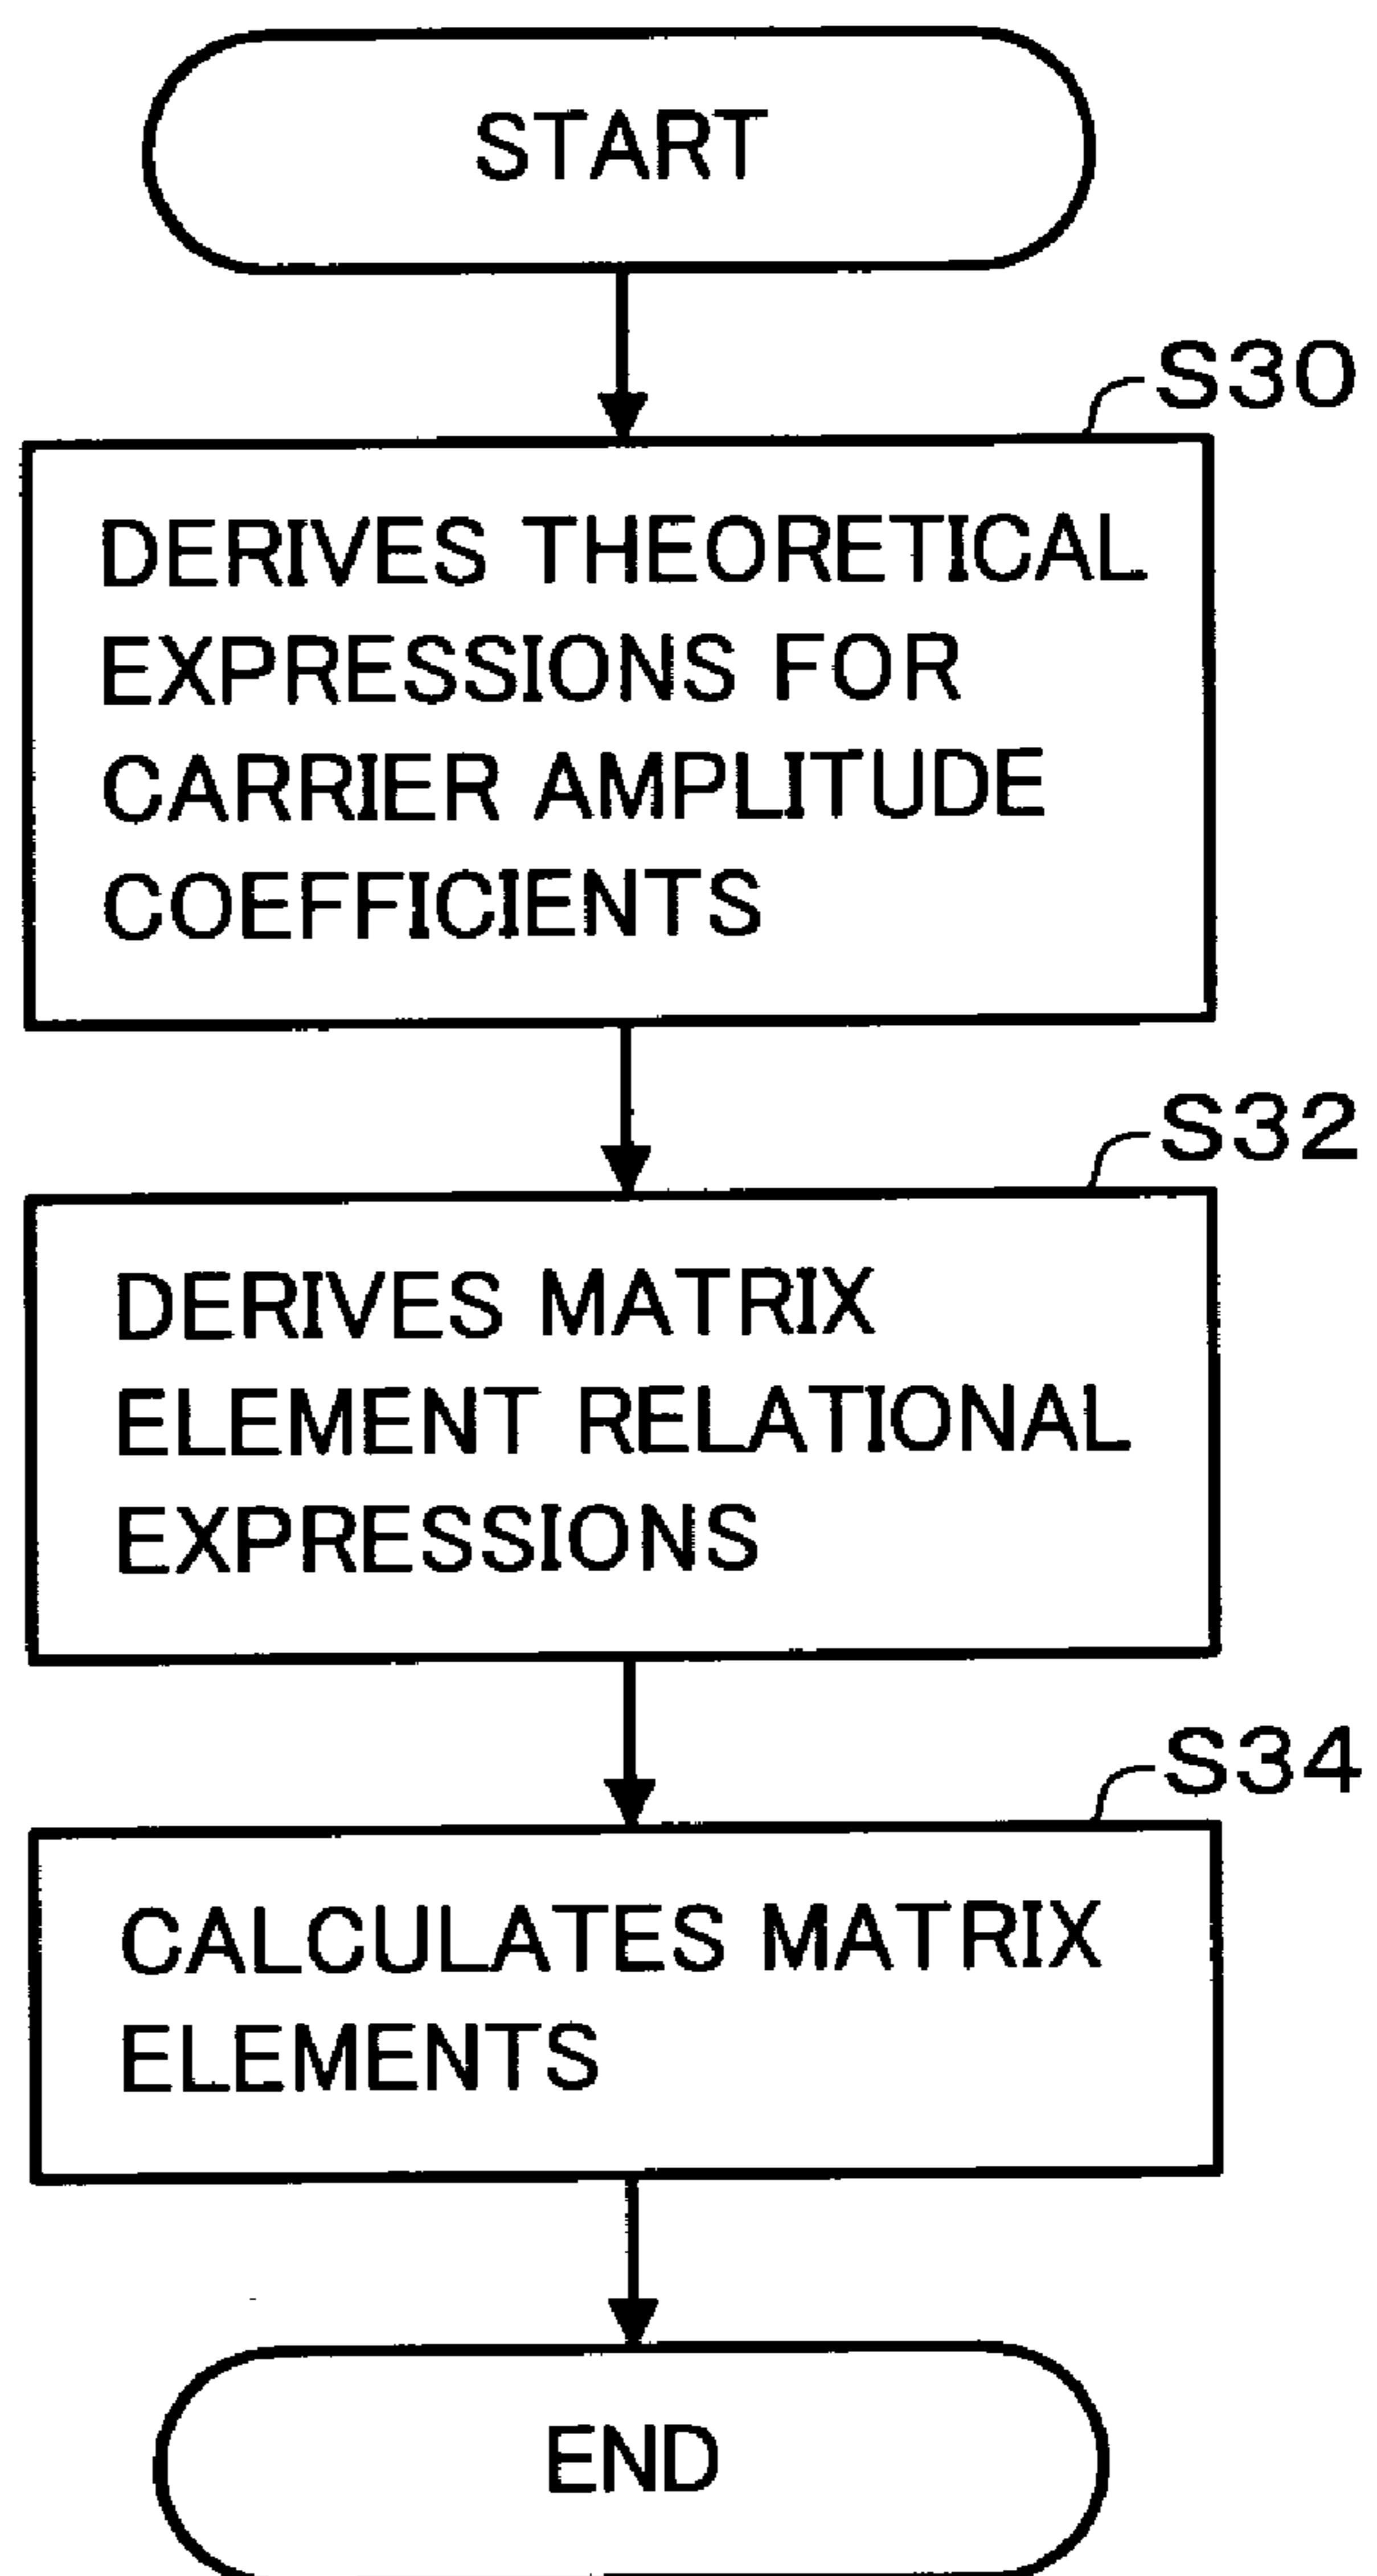 START
S30
DERIVES THEORETICAL
EXPRESSIONS FOR
CARRIER AMPLITUDE
COEFFICIENTS
S32
DERIVES MATRIX
ELEMENT RELATIONAL
EXPRESSIONS
S34
CALCULATES MATRIX
ELEMENTS
END